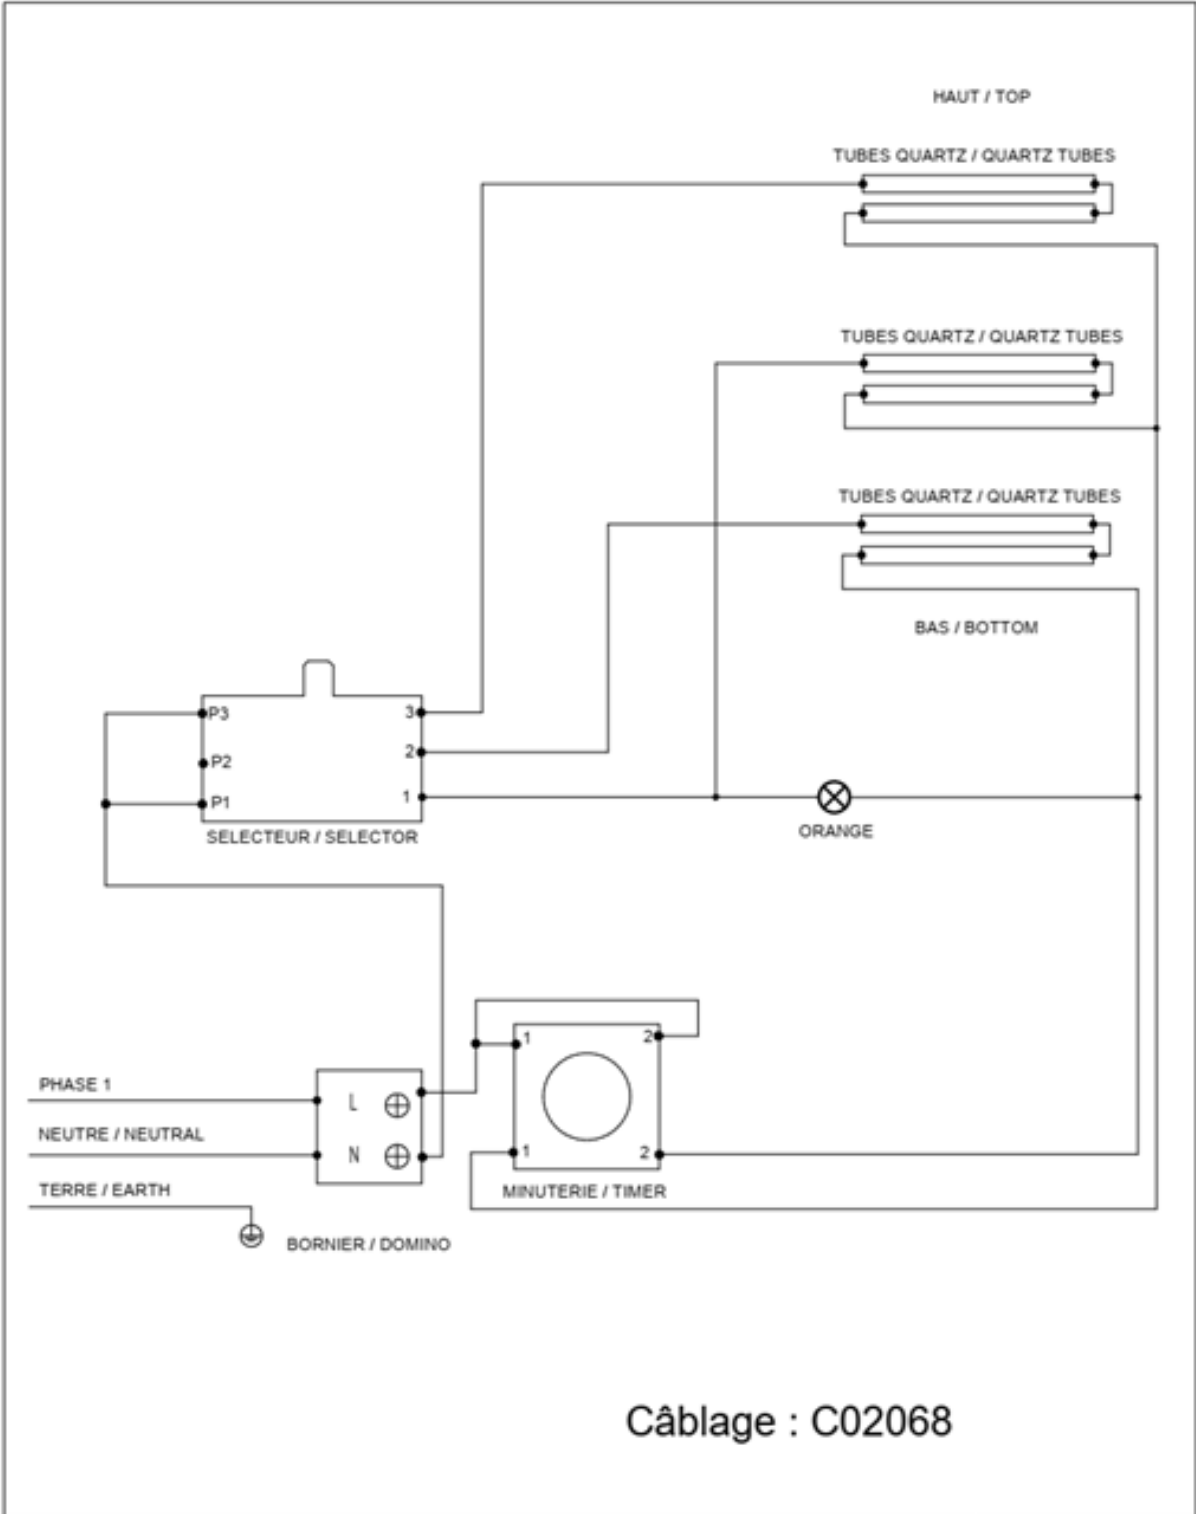 HAUT / TOP
TUBES QUARTZ / QUARTZ TUBES
TUBES QUARTZ / QUARTZ TUBES
TUBES QUARTZ / QUARTZ TUBES
BAS / BOTTOM
P3
3
P2
2
P1
1
SELECTEUR / SELECTOR
ORANGE
1
2
PHASE 1
L
NEUTRE / NEUTRAL
N
1
2
TERRE / EARTH
MINUTERIE / TIMER
BORNIER / DOMINO
Câblage : C02068